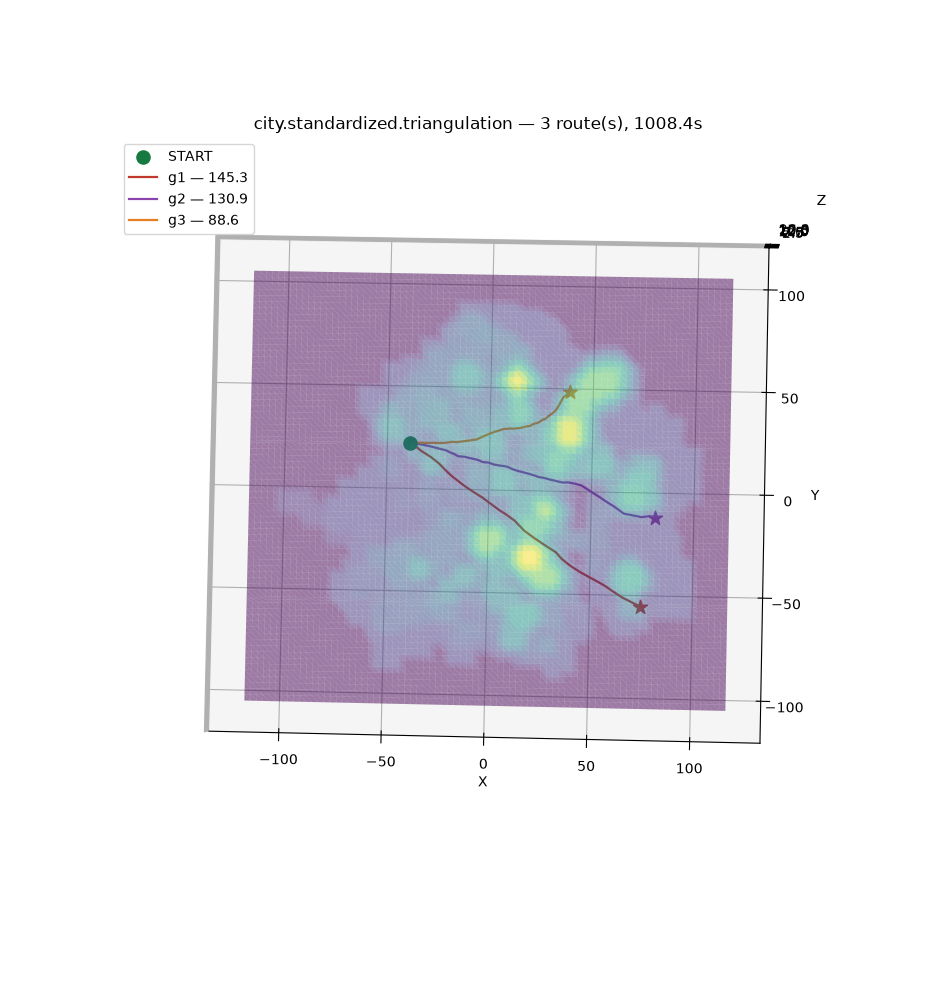 city.standardized.triangulation — 3 route(s), 1008.4s
START
g1 — 145.3
g2 — 130.9
g3 — 88.6
Z
100
50
0
Y
−50
−100
−100
−50
0
50
100
X